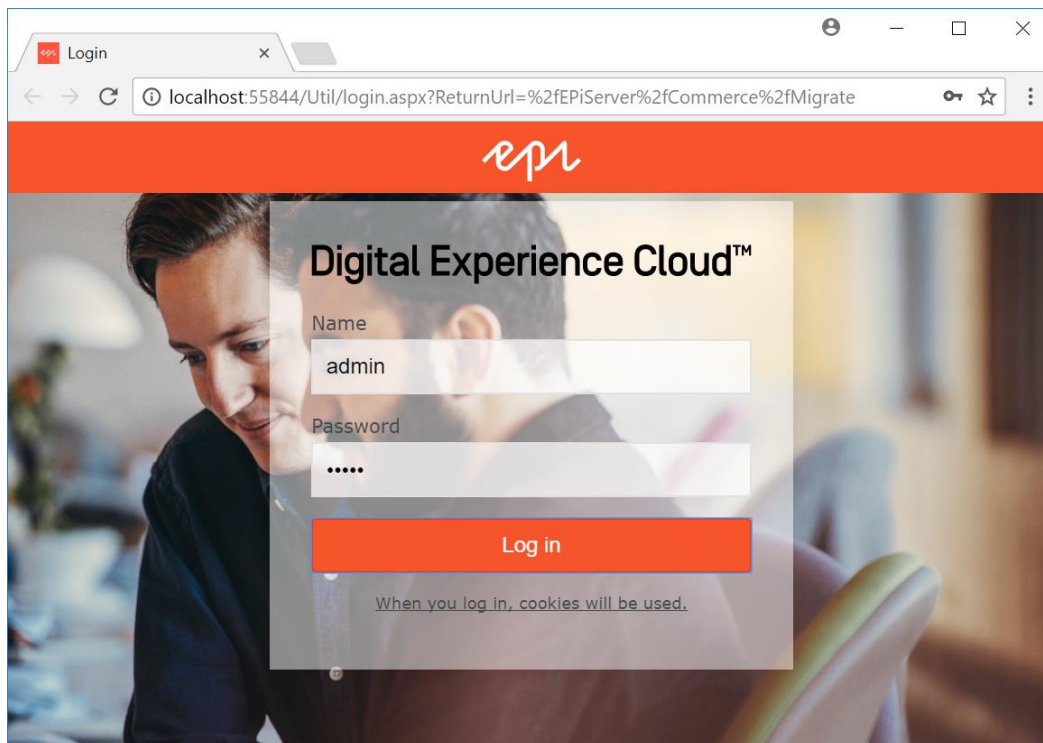 epi Login
localhost:55844/Util/login.aspx?ReturnUrl=%2fEPiServer%2fCommerce%2fMigrate
epi
Digital Experience Cloud™
Name
admin
Password
•••••
Log in
When you log in, cookies will be used.